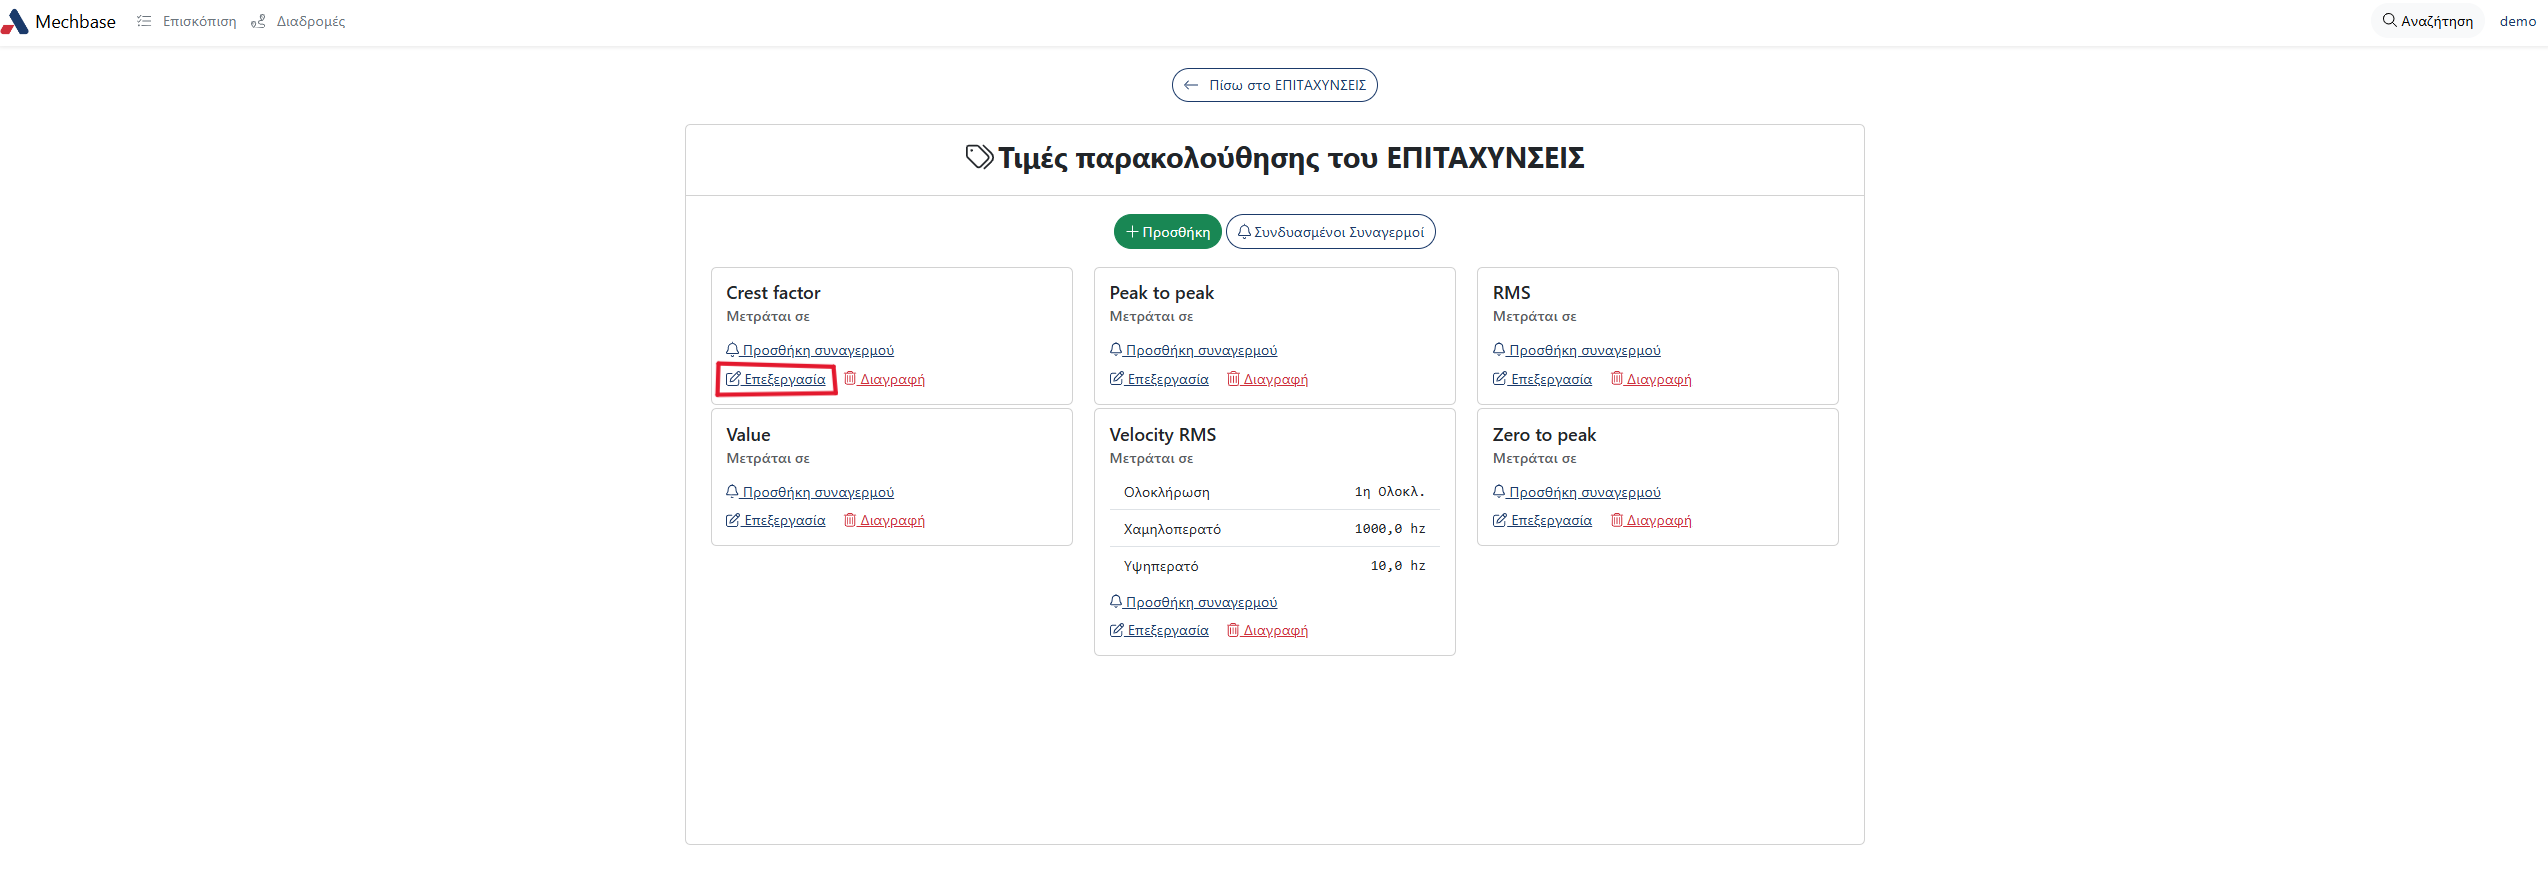 Mechbase Επισκόπιση Διαδρομές Αναζήτηση demo
Πίσω στο ΕΠΙΤΑΧΥΝΣΕΙΣ
Τιμές παρακολούθησης του ΕΠΙΤΑΧΥΝΣΕΙΣ
Προσθήκη Συνδυασμένοι Συναγερμοί
Crest factor
Μετράται σε
Προσθήκη συναγερμού
Επεξεργασία Διαγραφή
Peak to peak
Μετράται σε
Προσθήκη συναγερμού
Επεξεργασία Διαγραφή
RMS
Μετράται σε
Προσθήκη συναγερμού
Επεξεργασία Διαγραφή
Value
Μετράται σε
Προσθήκη συναγερμού
Επεξεργασία Διαγραφή
Velocity RMS
Μετράται σε
Ολοκλήρωση 1η Ολοκλ.
Χαμηλοπερατό 1000,0 hz
Υψηπερατό 10,0 hz
Προσθήκη συναγερμού
Επεξεργασία Διαγραφή
Zero to peak
Μετράται σε
Προσθήκη συναγερμού
Επεξεργασία Διαγραφή